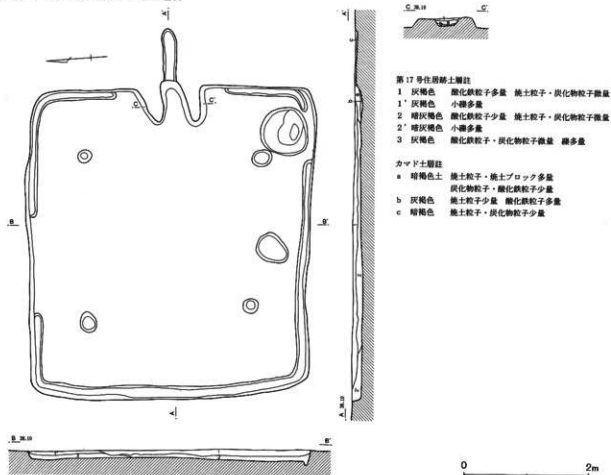 A'
C 38.10 C'
A'
第17号住居跡土層註
1 灰褐色 酸化鉄粒子多量 焼土粒子・炭化物粒子微量
1' 灰褐色 小礫多量
2 暗灰褐色 酸化鉄粒子少量 焼土粒子・炭化物粒子微量
2' 暗灰褐色 小礫多量
3 灰褐色 酸化鉄粒子・炭化物粒子微量 礫多量
カマド土層註
a 暗褐色土 焼土粒子・焼土ブロック多量
炭化物粒子・酸化鉄粒子少量
b 灰褐色 焼土粒子少量 酸化鉄粒子多量
c 暗褐色 焼土粒子・炭化物粒子少量
C C'
B B'
A
A 38.10
B 38.10 B'
0 2m